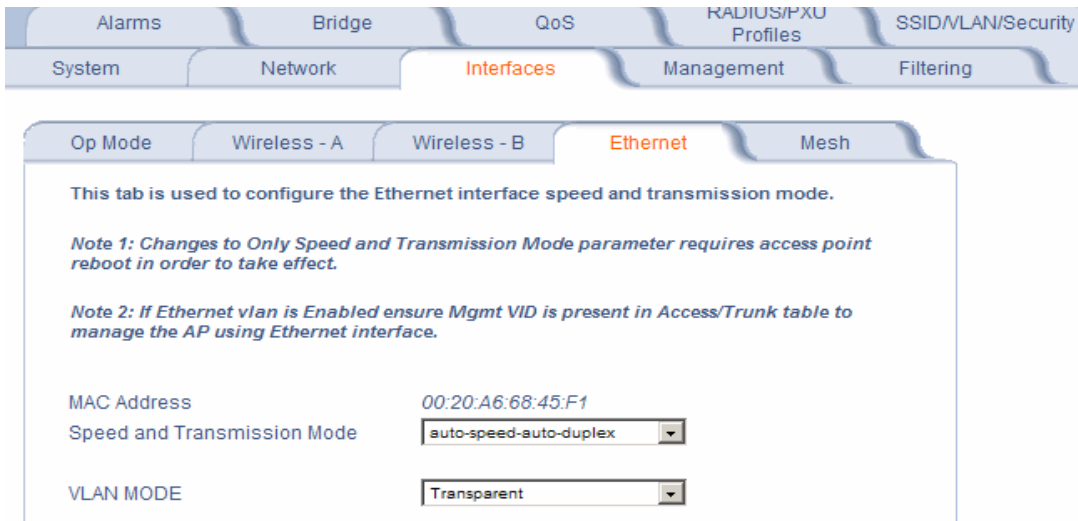 Alarms Bridge QoS RADIUS/PXU Profiles SSID/VLAN/Security
System Network Interfaces Management Filtering
Op Mode Wireless - A Wireless - B Ethernet Mesh
This tab is used to configure the Ethernet interface speed and transmission mode.
Note 1: Changes to Only Speed and Transmission Mode parameter requires access point
reboot in order to take effect.
Note 2: If Ethernet vlan is Enabled ensure Mgmt VID is present in Access/Trunk table to
manage the AP using Ethernet interface.
MAC Address 00:20:A6:68:45:F1
Speed and Transmission Mode auto-speed-auto-duplex
VLAN MODE Transparent